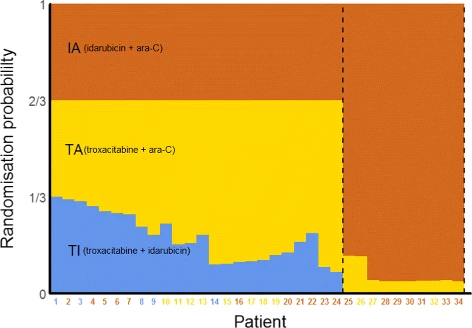 1
IA (idarubicin + ara-C)
2/3
TA (troxacitabine + ara-C)
1/3
TI (troxacitabine + idarubicin)
0
Randomisation probabililty
1 2 3 4 5 6 7 8 9 10 11 12 13 14 15 16 17 18 19 20 21 22 23 24 25 26 27 28 29 30 31 32 33 34
Patient